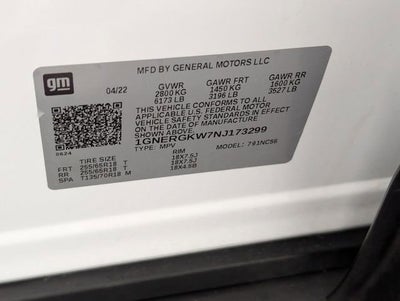 gm
MFD BY GENERAL MOTORS LLC
04/22 GVWR GAWR FRT GAWR RR
2800 KG 1450 KG 1600 KG
6173 LB 3196 LB 3527 LB
THIS VEHICLE CONFORMS TO ALL
APPLICABLE U.S. FEDERAL MOTOR
VEHICLE SAFETY STANDARDS IN EFFECT
ON THE DATE OF MANUFACTURE
SHOWN ABOVE.
1GNERGKW7NJ173299
TYPE: MPV MODEL: 791NC56
0624
TIRE SIZE RIM
FRT 255/65R18 T 18X7.5J
RR 255/65R18 T 18X7.5J
SPA T135/70R18 M 18X4.5B